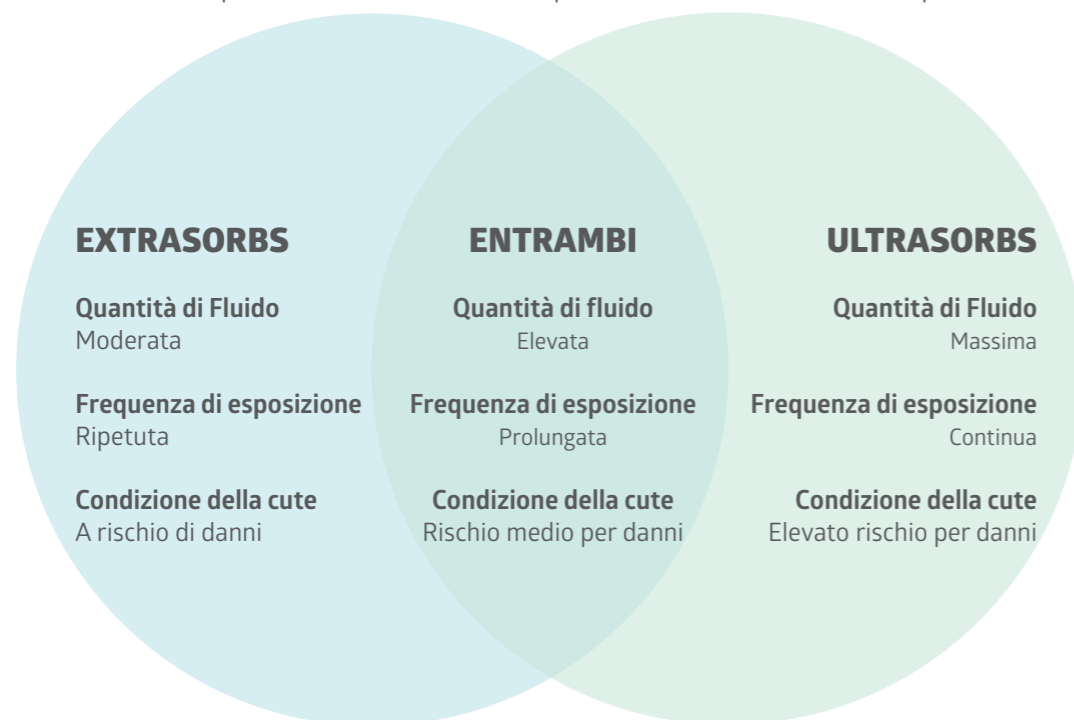 EXTRASORBS
Quantità di Fluido
Moderata
Frequenza di esposizione
Ripetuta
Condizione della cute
A rischio di danni
ENTRAMBI
Quantità di fluido
Elevata
Frequenza di esposizione
Prolungata
Condizione della cute
Rischio medio per danni
ULTRASORBS
Quantità di Fluido
Massima
Frequenza di esposizione
Continua
Condizione della cute
Elevato rischio per danni